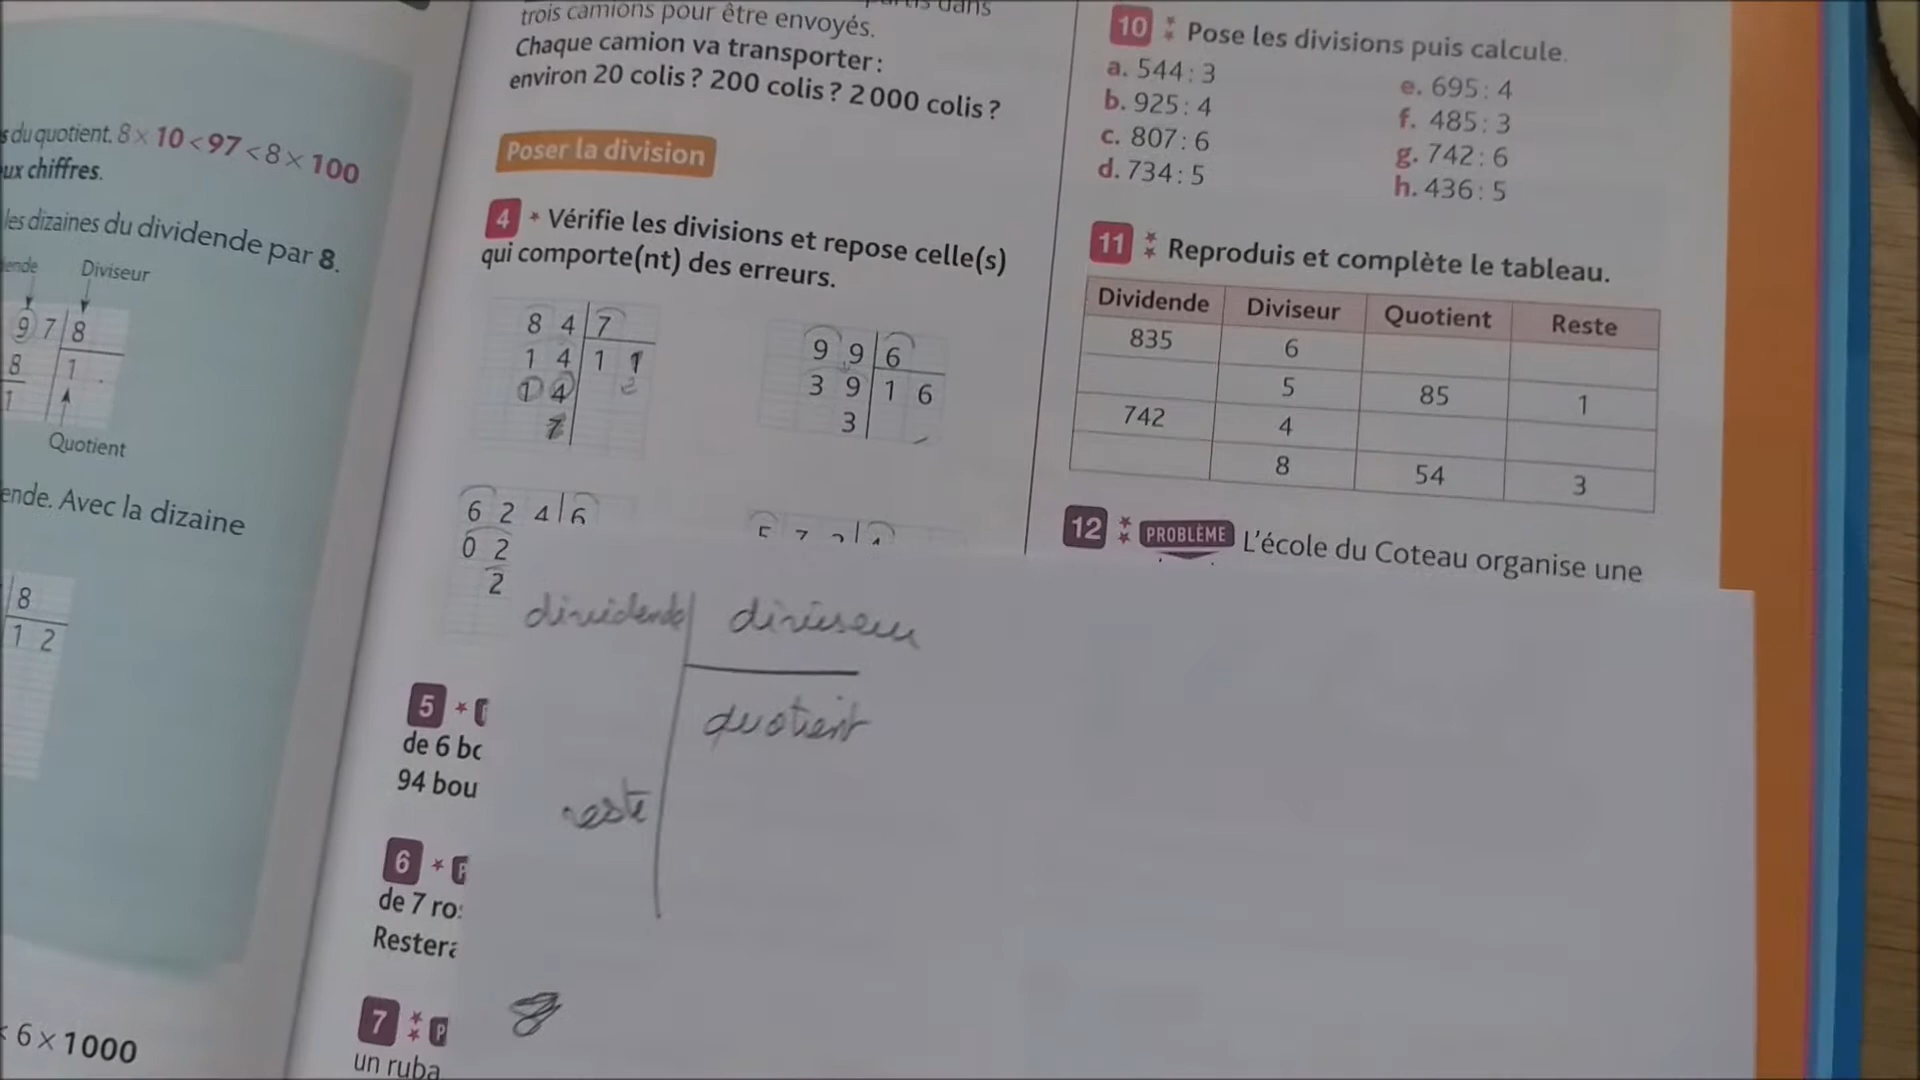 s du quotient. 8 × 10 < 97 < 8 × 100
ux chiffres.
les dizaines du dividende par 8.
Diviseur
9 7 8
8 1
1
Quotient
ende. Avec la dizaine
8
1 2
< 6 × 1000
trois camions pour être envoyés.
Chaque camion va transporter :
environ 20 colis ? 200 colis ? 2 000 colis ?
Poser la division
4 * Vérifie les divisions et repose celle(s)
qui comporte(nt) des erreurs.
8 4 7
1 4 1 1
1 4
9 9 6
3 9 1 6
3
6 2 4 6
0 2
2
dividende diviseur
quotient
reste
5 *
de 6 bo
94 bou
6 *
de 7 ro
Restera
7 **
un ruba
8
10 ** Pose les divisions puis calcule.
a. 544 : 3
b. 925 : 4
c. 807 : 6
d. 734 : 5
e. 695 : 4
f. 485 : 3
g. 742 : 6
h. 436 : 5
11 ** Reproduis et complète le tableau.
Dividende Diviseur Quotient Reste
835 6
5 85 1
742 4
8 54 3
12 ** PROBLÈME L'école du Coteau organise une